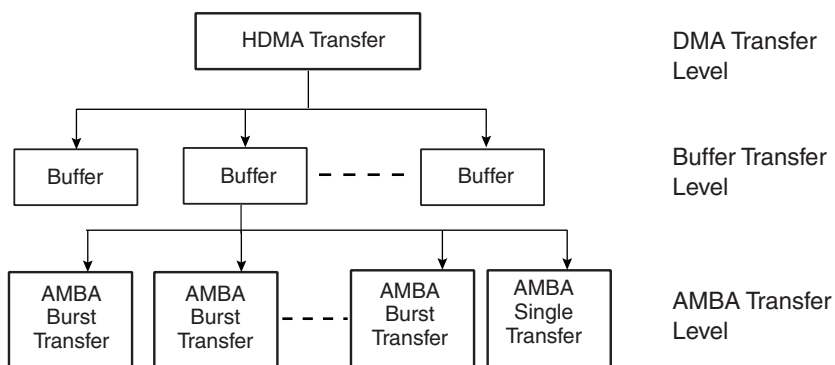 HDMA Transfer
DMA Transfer
Level
Buffer
Buffer
Buffer
Buffer Transfer
Level
AMBA
Burst
Transfer
AMBA
Burst
Transfer
AMBA
Burst
Transfer
AMBA
Single
Transfer
AMBA Transfer
Level